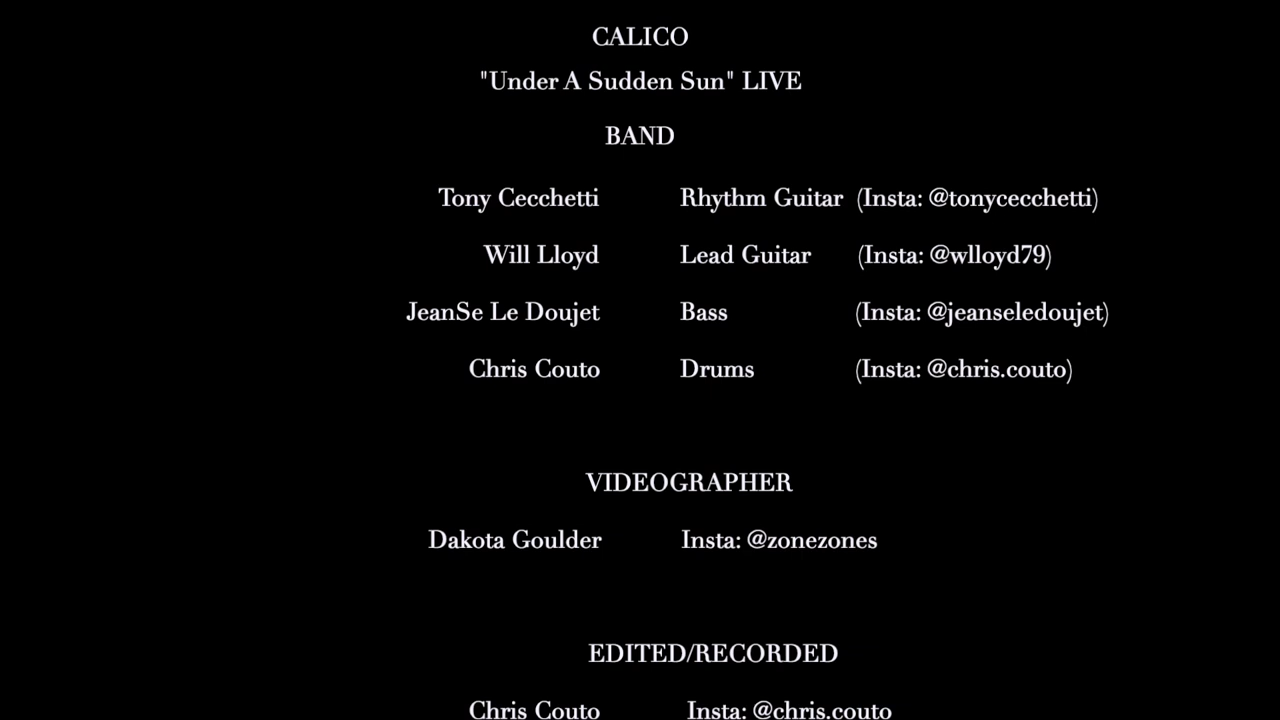 CALICO
"Under A Sudden Sun" LIVE
BAND
Tony Cecchetti Rhythm Guitar (Insta: @tonycecchetti)
Will Lloyd Lead Guitar (Insta: @wlloyd79)
JeanSe Le Doujet Bass (Insta: @jeanseledoujet)
Chris Couto Drums (Insta: @chris.couto)
VIDEOGRAPHER
Dakota Goulder Insta: @zonezones
EDITED/RECORDED
Chris Couto Insta: @chris.couto